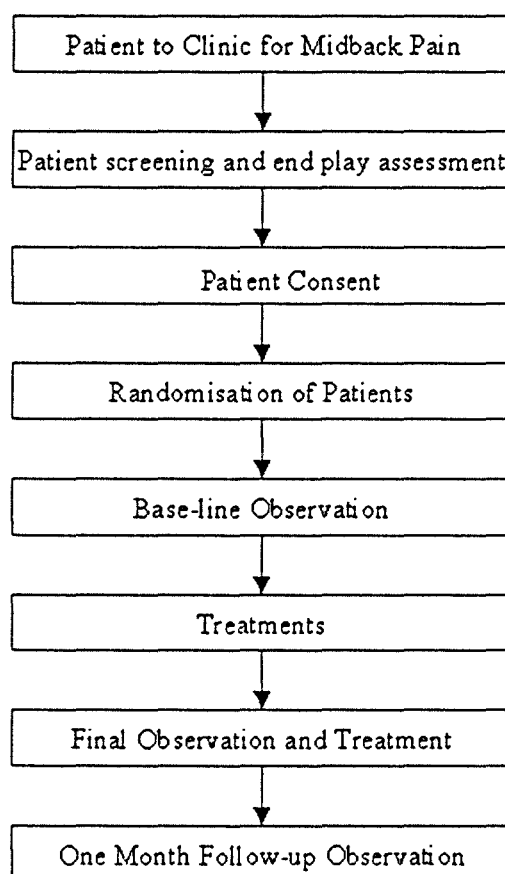 Patient to Clinic for Midback Pain
Patient screening and end play assessment
Patient Consent
Randomisation of Patients
Base-line Observation
Treatments
Final Observation and Treatment
One Month Follow-up Observation